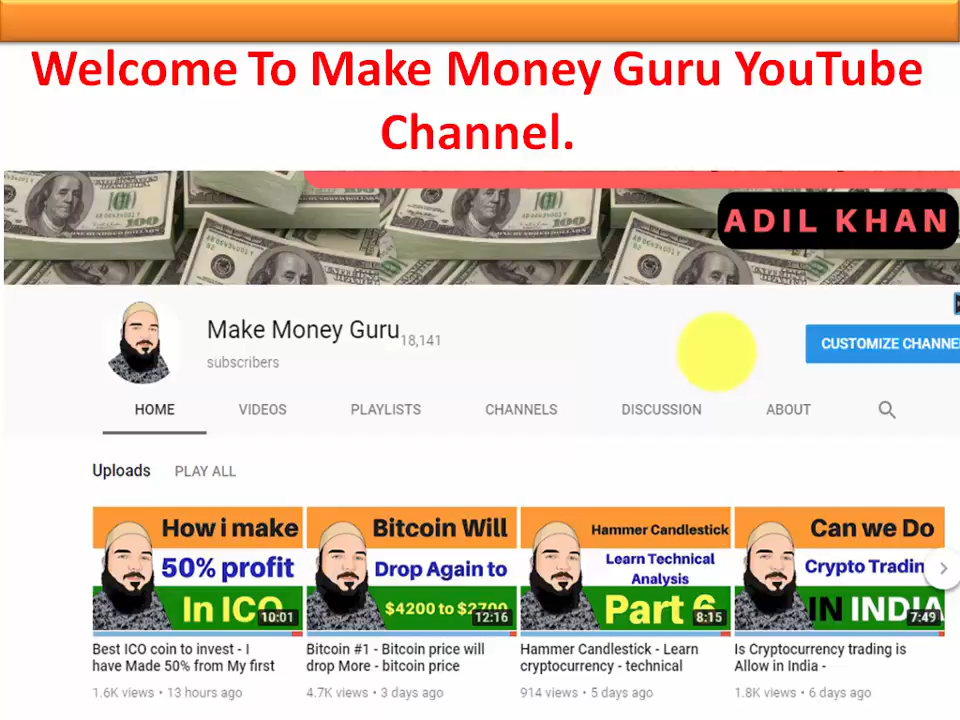 Welcome To Make Money Guru YouTube
Channel.
ADIL KHAN
Make Money Guru 18,141
subscribers
CUSTOMIZE CHANNE
HOME VIDEOS PLAYLISTS CHANNELS DISCUSSION ABOUT
Uploads PLAY ALL
How i make
50% profit
In ICO
10:01
Bitcoin Will
Drop Again to
$4200 to $2700
12:16
Hammer Candlestick
Learn Technical
Analysis
Part 6
8:15
Can we Do
Crypto Tradin
IN INDIA
7:49
Best ICO coin to invest - I
have Made 50% from My first
1.6K views • 13 hours ago
Bitcoin #1 - Bitcoin price will
drop More - bitcoin price
4.7K views • 3 days ago
Hammer Candlestick - Learn
cryptocurrency - technical
914 views • 5 days ago
Is Cryptocurrency trading is
Allow in India -
1.8K views • 6 days ago